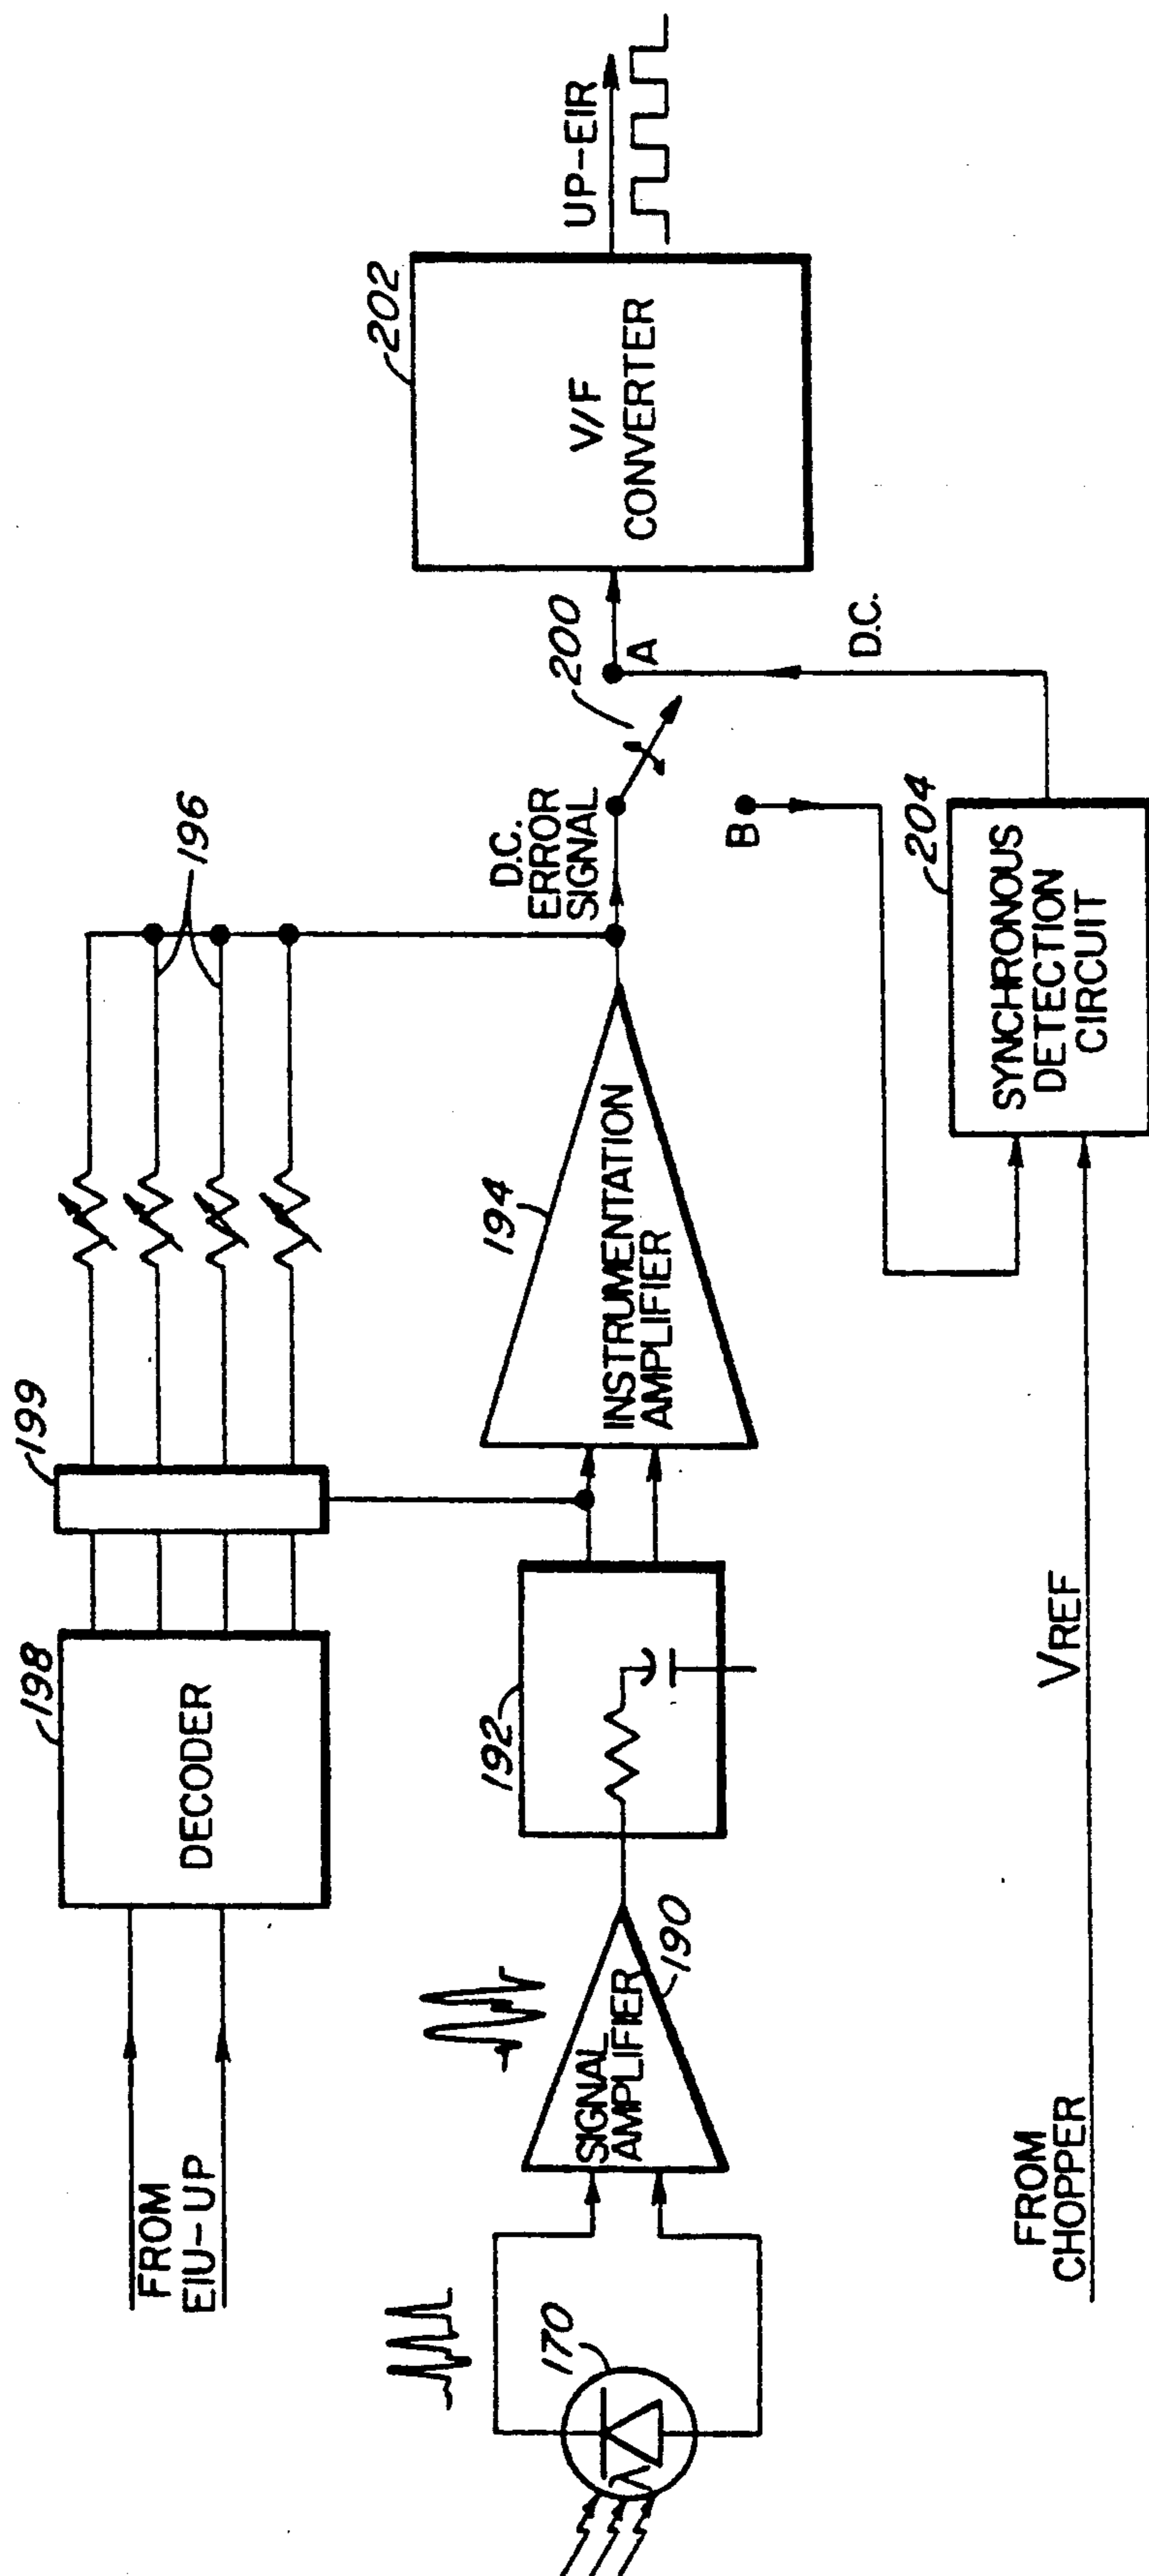 FROM
EIU-UP
198
DECODER
199
196
170
SIGNAL
AMPLIFIER
190
192
194
INSTRUMENTATION
AMPLIFIER
D.C.
ERROR
SIGNAL
200
A
B
202
V/F
CONVERTER
UP-EIR
D.C.
204
SYNCHRONOUS
DETECTION
CIRCUIT
FROM
CHOPPER
VREF
λ